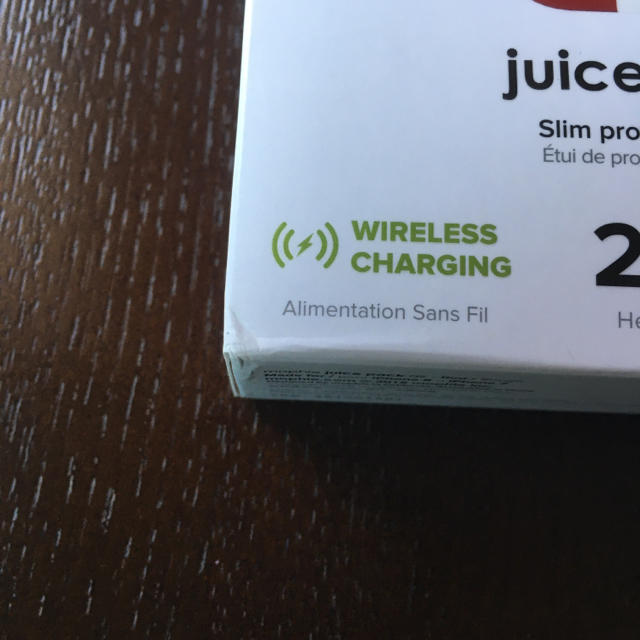 juice
Slim pro
Étui de pro
WIRELESS
CHARGING
2
Alimentation Sans Fil
He